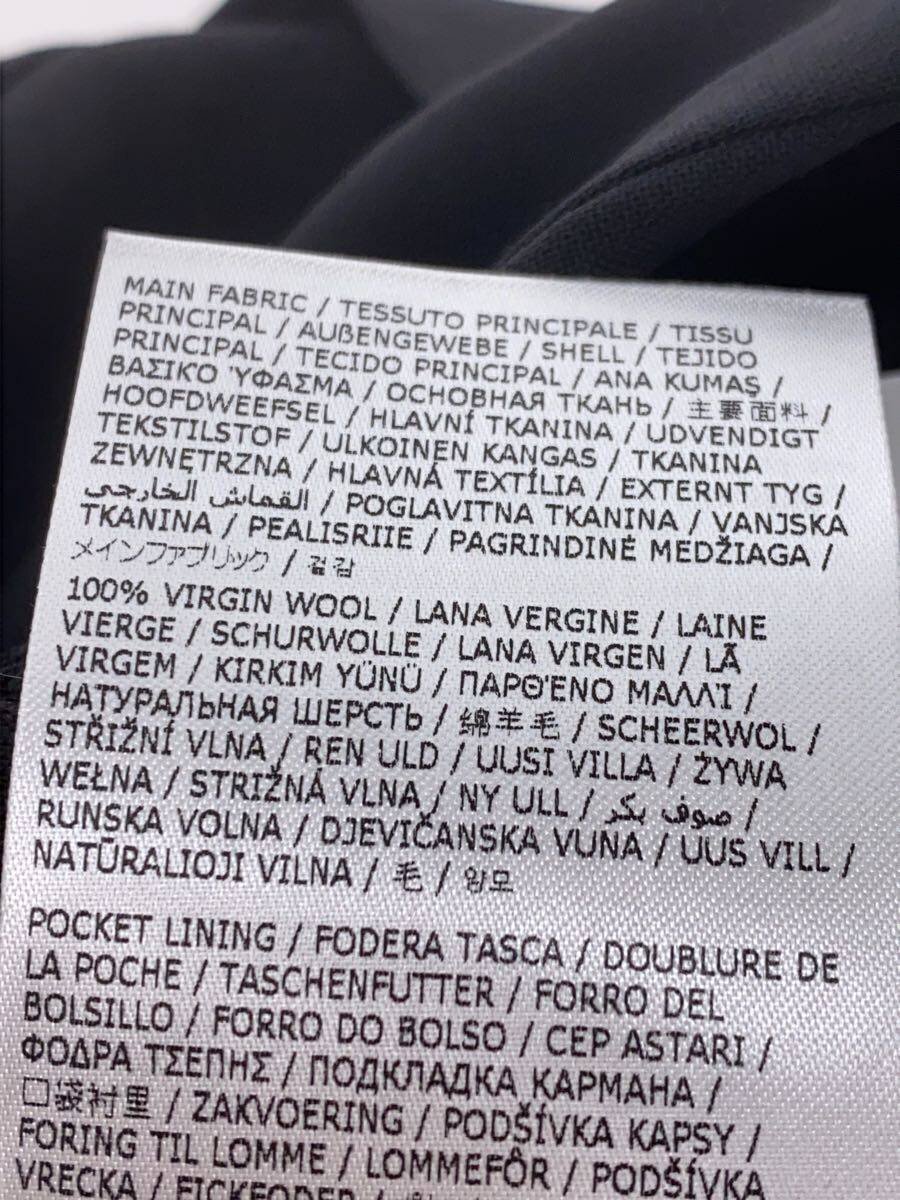 MAIN FABRIC / TESSUTO PRINCIPALE / TISSU
PRINCIPAL / AUßENGEWEBE / SHELL / TEJIDO
PRINCIPAL / TECIDO PRINCIPAL / ANA KUMAŞ /
ΒΑΣΙΚΟ ΎΦΑΣΜΑ / ОСНОВНАЯ ТКАНЬ / 主要面料 /
HOOFDWEEFSEL / HLAVNÍ TKANINA / UDVENDIGT
TEKSTILSTOF / ULKOINEN KANGAS / TKANINA
ZEWNĘTRZNA / HLAVNÁ TEXTÍLIA / EXTERNT TYG /
القماش الخارجي / POGLAVITNA TKANINA / VANJSKA
TKANINA / PEALISRIIE / PAGRINDINĖ MEDŽIAGA /
メインファブリック / 겉감
100% VIRGIN WOOL / LANA VERGINE / LAINE
VIERGE / SCHURWOLLE / LANA VIRGEN / LÃ
VIRGEM / KIRKIM YÜNÜ / ΠΑΡΘΈΝΟ ΜΑΛΛΊ /
НАТУРАЛЬНАЯ ШЕРСТЬ / 绵羊毛 / SCHEERWOL /
STŘIŽNÍ VLNA / REN ULD / UUSI VILLA / ŻYWA
WEŁNA / STRIŽNÁ VLNA / NY ULL / صوف بكر /
RUNSKA VOLNA / DJEVIČANSKA VUNA / UUS VILL /
NATŪRALIOJI VILNA / 毛 / 양모
POCKET LINING / FODERA TASCA / DOUBLURE DE
LA POCHE / TASCHENFUTTER / FORRO DEL
BOLSILLO / FORRO DO BOLSO / CEP ASTARI /
ΦΟΔΡΑ ΤΣΕΠΗΣ / ПОДКЛАДКА КАРМАНА /
口袋衬里 / ZAKVOERING / PODŠÍVKA KAPSY /
FORING TIL LOMME / LOMMEFÔR / PODŠÍVKA
VRECKA / FICKFODER /